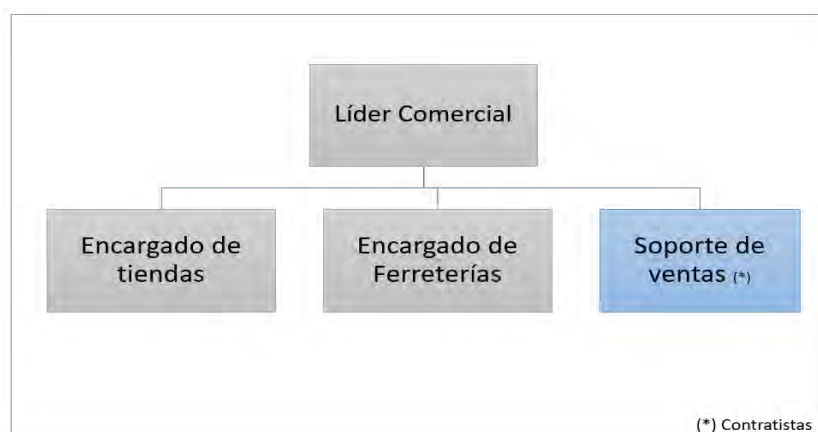 Líder Comercial
Encargado de
tiendas
Encargado de
Ferreterías
Soporte de
ventas (*)
(*) Contratistas